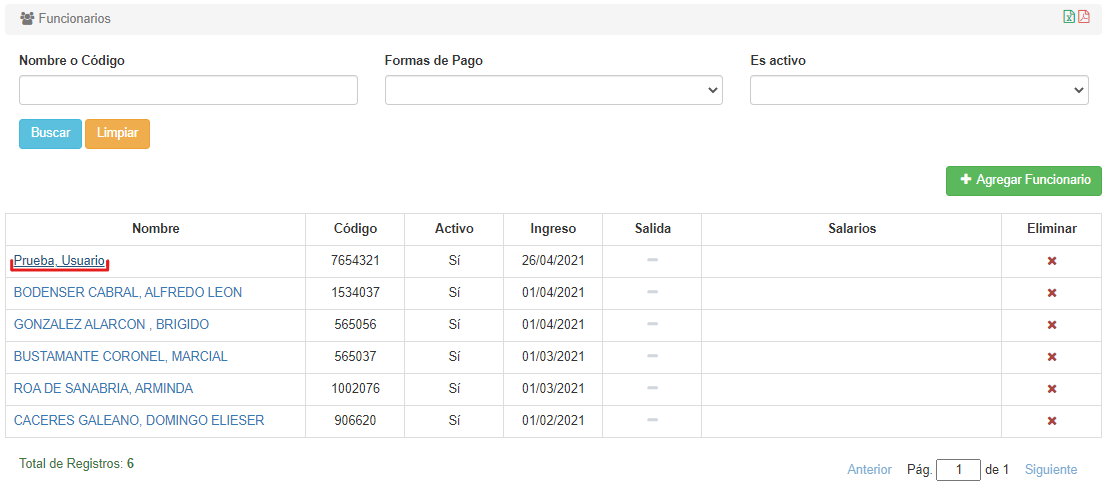 Funcionarios
Nombre o Código Formas de Pago Es activo
Buscar Limpiar
+ Agregar Funcionario
Nombre Código Activo Ingreso Salida Salarios Eliminar
Prueba, Usuario 7654321 Sí 26/04/2021 –
BODENSER CABRAL, ALFREDO LEON 1534037 Sí 01/04/2021 –
GONZALEZ ALARCON , BRIGIDO 565056 Sí 01/04/2021 –
BUSTAMANTE CORONEL, MARCIAL 565037 Sí 01/03/2021 –
ROA DE SANABRIA, ARMINDA 1002076 Sí 01/03/2021 –
CACERES GALEANO, DOMINGO ELIESER 906620 Sí 01/02/2021 –
Total de Registros: 6
Anterior Pág. 1 de 1 Siguiente